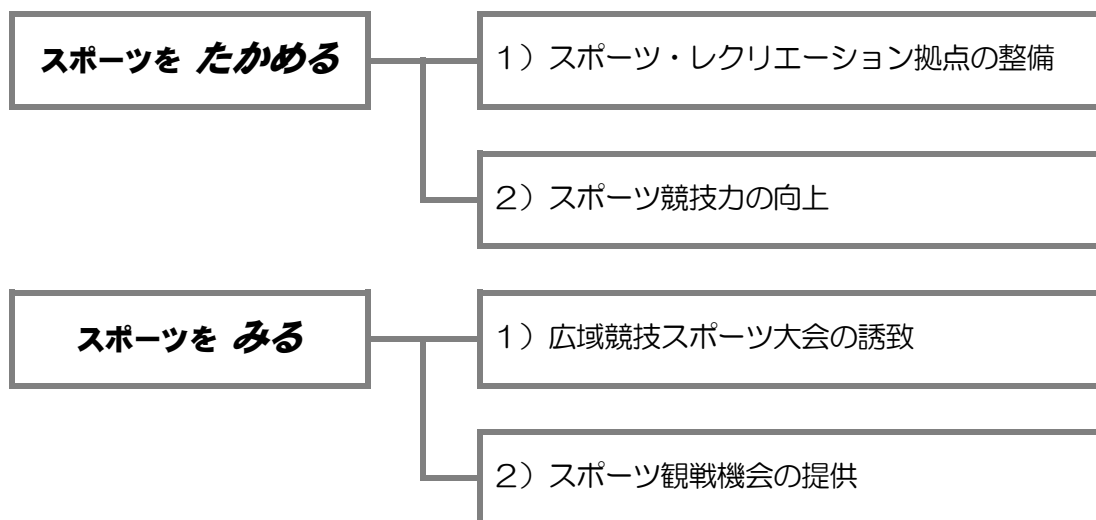 スポーツを たかめる
1）スポーツ・レクリエーション拠点の整備
2）スポーツ競技力の向上
スポーツを みる
1）広域競技スポーツ大会の誘致
2）スポーツ観戦機会の提供